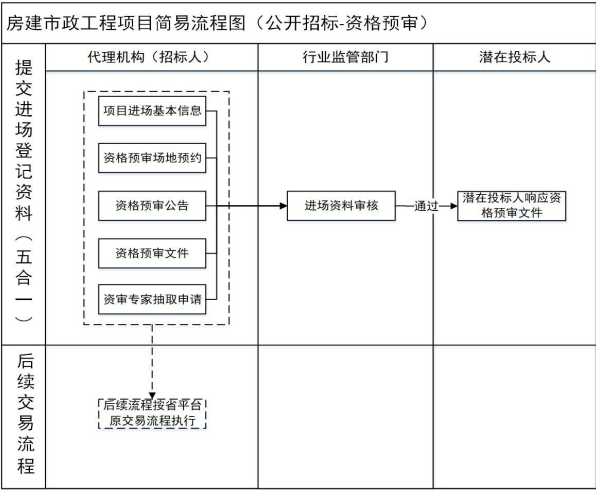 房建市政工程项目简易流程图（公开招标-资格预审）
代理机构（招标人）
行业监管部门
潜在投标人
提交进场登记资料（五合一）
项目进场基本信息
资格预审场地预约
资格预审公告
资格预审文件
资审专家抽取申请
进场资料审核
通过
潜在投标人响应资
格预审文件
后续交易流程
后续流程按省平台
原交易流程执行